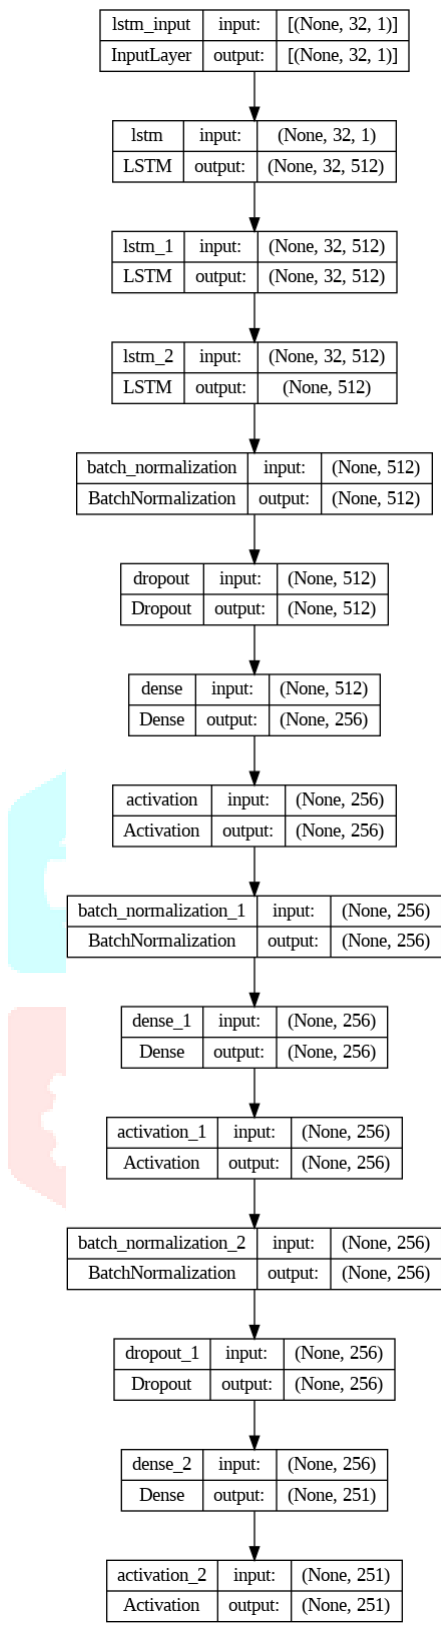 lstm_input input: [(None, 32, 1)]
InputLayer output: [(None, 32, 1)]
lstm input: (None, 32, 1)
LSTM output: (None, 32, 512)
lstm_1 input: (None, 32, 512)
LSTM output: (None, 32, 512)
lstm_2 input: (None, 32, 512)
LSTM output: (None, 512)
batch_normalization input: (None, 512)
BatchNormalization output: (None, 512)
dropout input: (None, 512)
Dropout output: (None, 512)
dense input: (None, 512)
Dense output: (None, 256)
activation input: (None, 256)
Activation output: (None, 256)
batch_normalization_1 input: (None, 256)
BatchNormalization output: (None, 256)
dense_1 input: (None, 256)
Dense output: (None, 256)
activation_1 input: (None, 256)
Activation output: (None, 256)
batch_normalization_2 input: (None, 256)
BatchNormalization output: (None, 256)
dropout_1 input: (None, 256)
Dropout output: (None, 256)
dense_2 input: (None, 256)
Dense output: (None, 251)
activation_2 input: (None, 251)
Activation output: (None, 251)